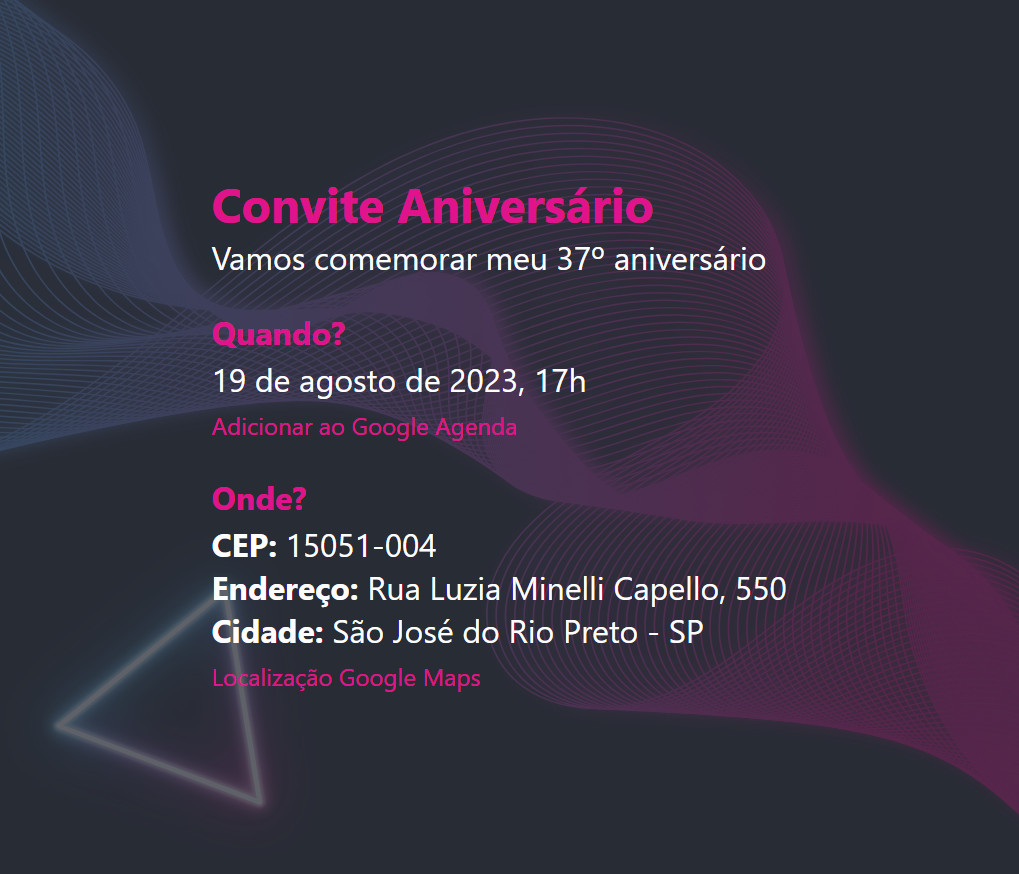 Convite Aniversário
Vamos comemorar meu 37º aniversário
Quando?
19 de agosto de 2023, 17h
Adicionar ao Google Agenda
Onde?
CEP: 15051-004
Endereço: Rua Luzia Minelli Capello, 550
Cidade: São José do Rio Preto - SP
Localização Google Maps